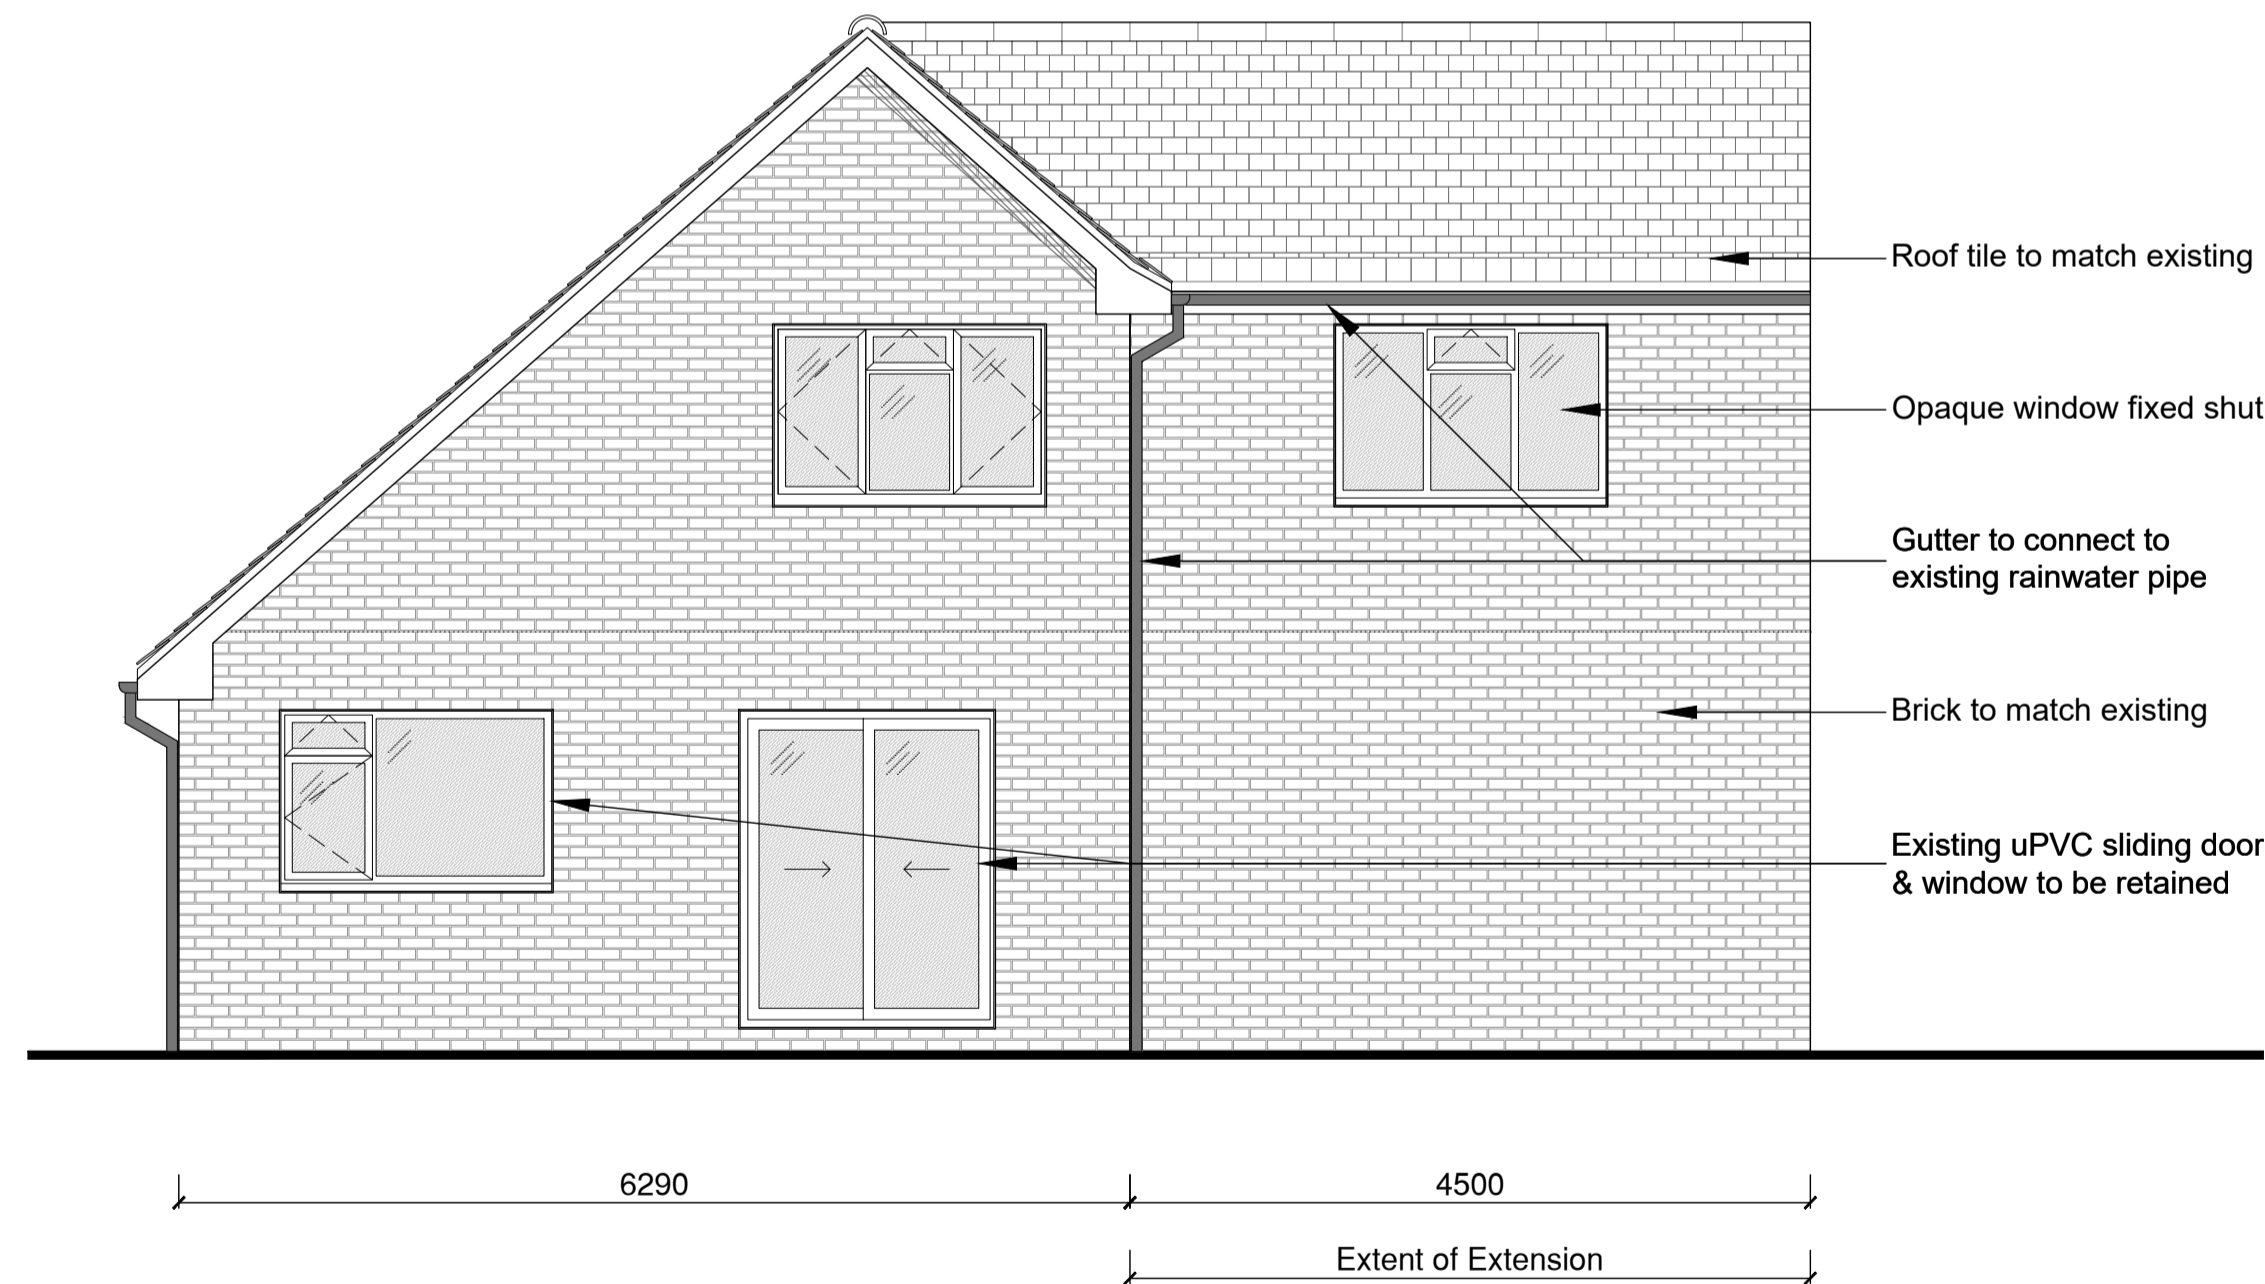 Roof tile to match existing
Opaque window fixed shut
Gutter to connect to
existing rainwater pipe
Brick to match existing
Existing uPVC sliding door
& window to be retained
6290
4500
Extent of Extension